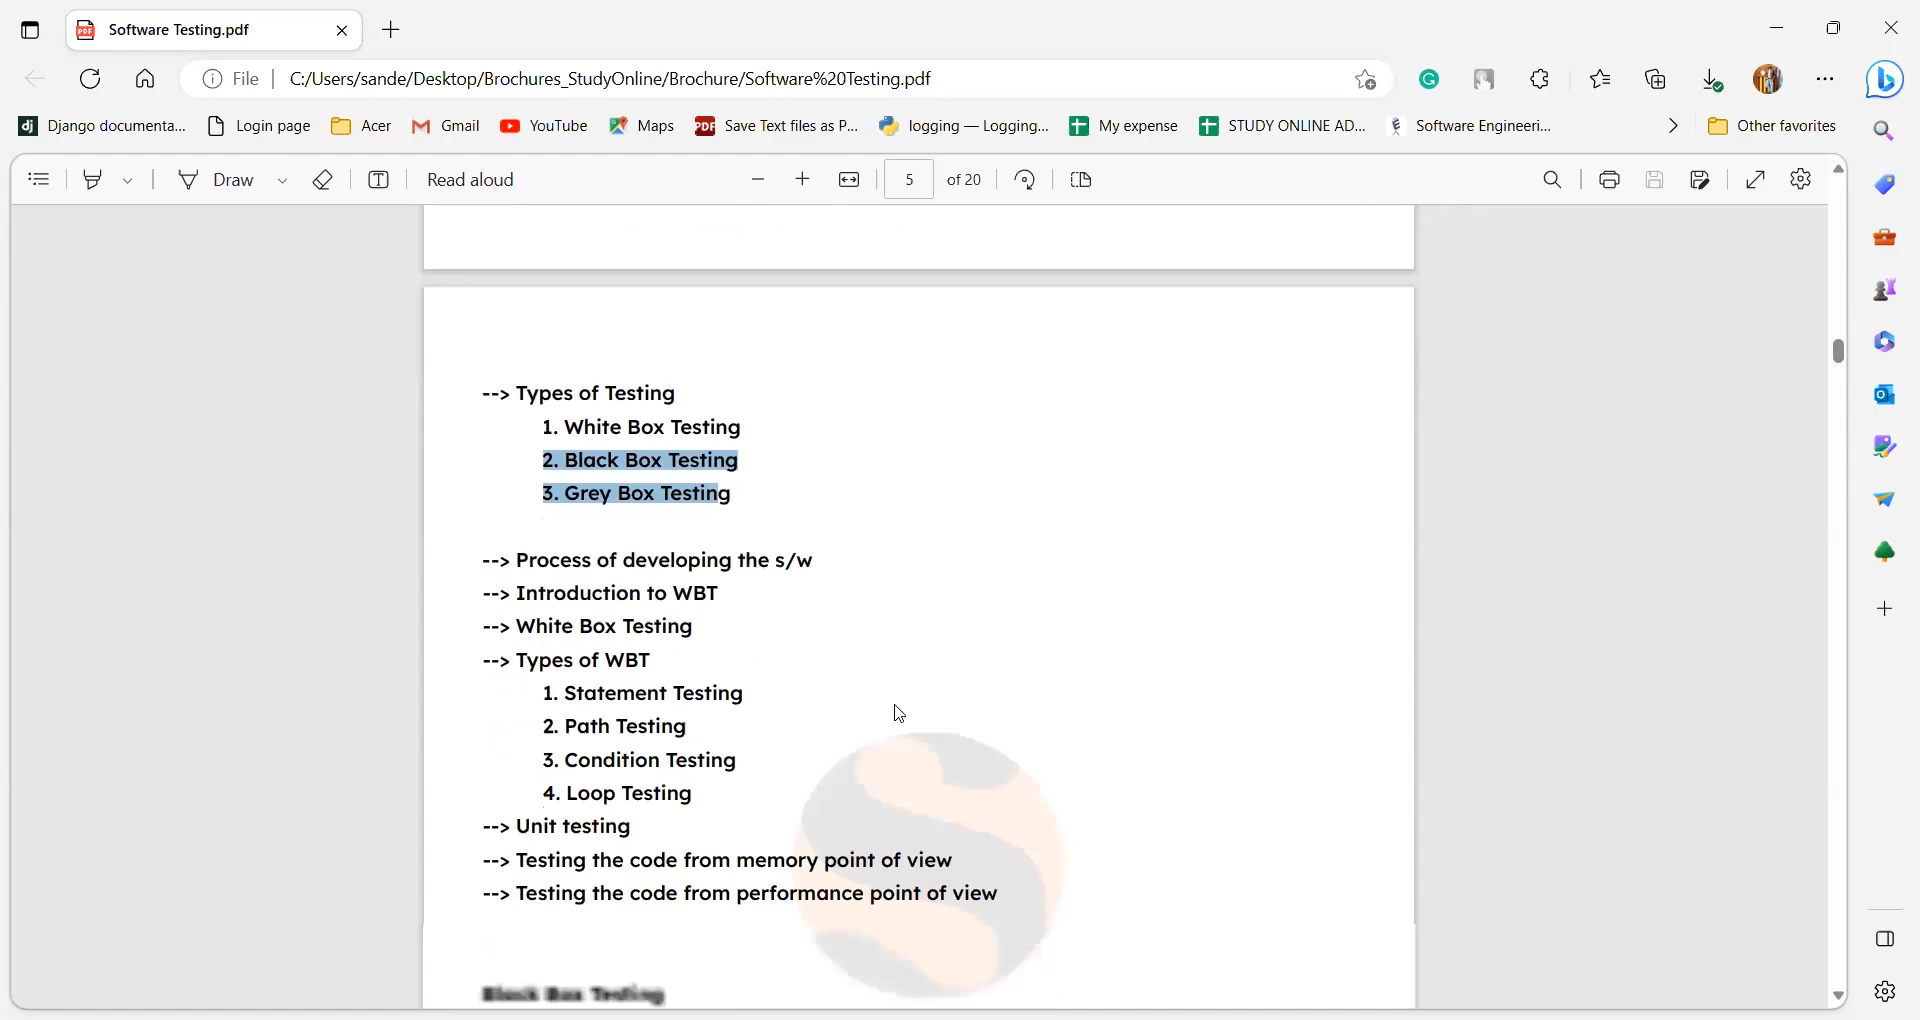 Software Testing.pdf
File C:/Users/sande/Desktop/Brochures_StudyOnline/Brochure/Software%20Testing.pdf
dj Django documenta... Login page Acer Gmail YouTube Maps PDF Save Text files as P... logging — Logging... My expense STUDY ONLINE AD... Software Engineeri... Other favorites
Draw Read aloud 5 of 20
--> Types of Testing
1. White Box Testing
2. Black Box Testing
3. Grey Box Testing
--> Process of developing the s/w
--> Introduction to WBT
--> White Box Testing
--> Types of WBT
1. Statement Testing
2. Path Testing
3. Condition Testing
4. Loop Testing
--> Unit testing
--> Testing the code from memory point of view
--> Testing the code from performance point of view
Black Box Testing